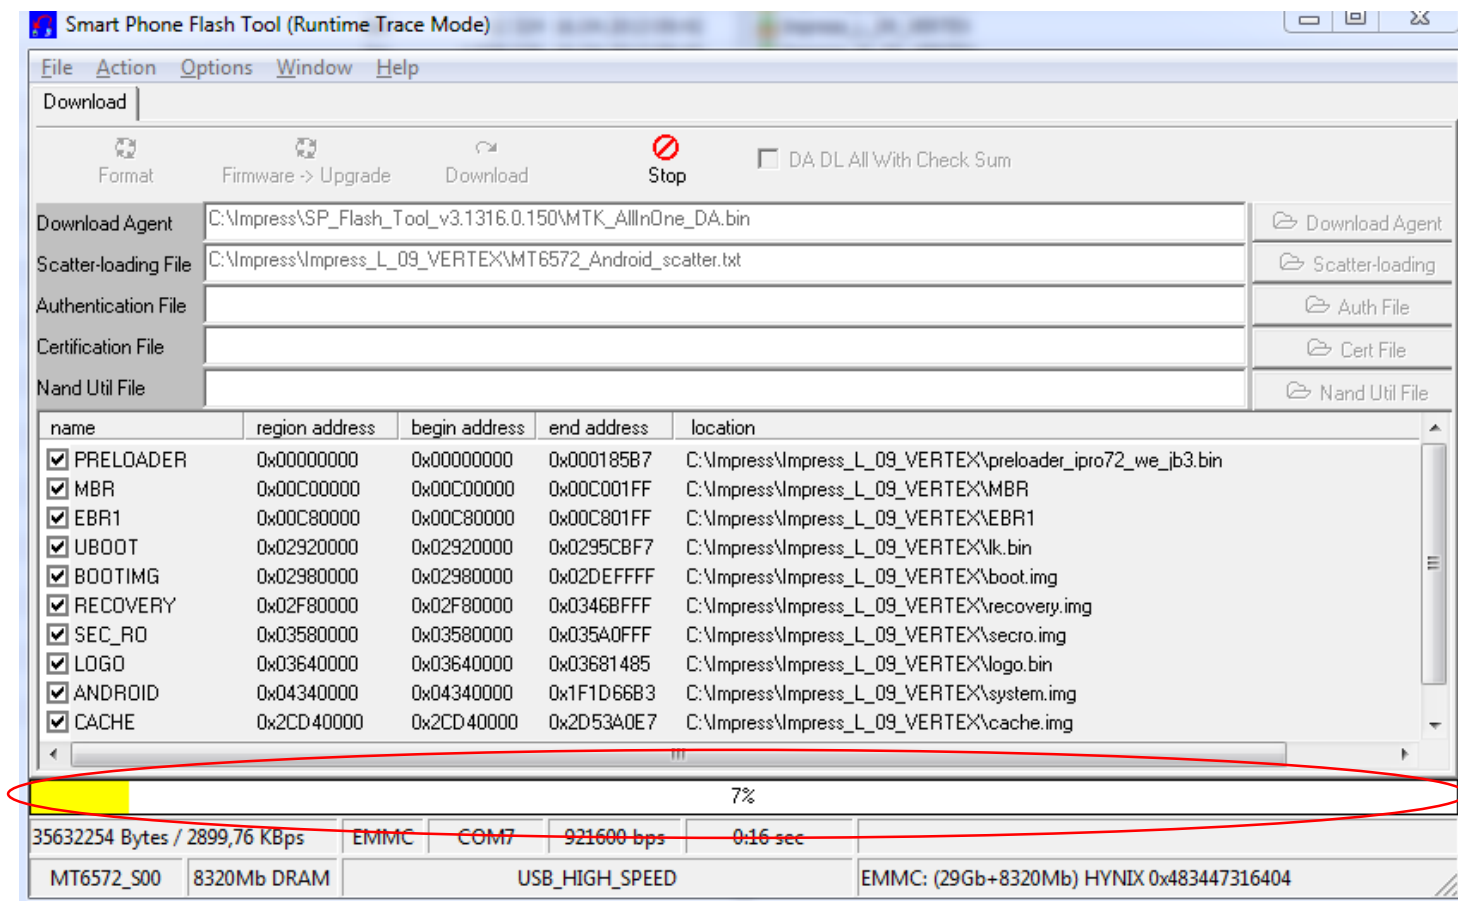 Smart Phone Flash Tool (Runtime Trace Mode)
File Action Options Window Help
Download
Format Firmware -> Upgrade Download Stop DA DL All With Check Sum
Download Agent C:\Impress\SP_Flash_Tool_v3.1316.0.150\MTK_AllInOne_DA.bin Download Agent
Scatter-loading File C:\Impress\Impress_L_09_VERTEX\MT6572_Android_scatter.txt Scatter-loading
Authentication File Auth File
Certification File Cert File
Nand Util File Nand Util File
name region address begin address end address location
PRELOADER 0x00000000 0x00000000 0x000185B7 C:\Impress\Impress_L_09_VERTEX\preloader_ipro72_we_jb3.bin
MBR 0x00C00000 0x00C00000 0x00C001FF C:\Impress\Impress_L_09_VERTEX\MBR
EBR1 0x00C80000 0x00C80000 0x00C801FF C:\Impress\Impress_L_09_VERTEX\EBR1
UBOOT 0x02920000 0x02920000 0x0295CBF7 C:\Impress\Impress_L_09_VERTEX\lk.bin
BOOTIMG 0x02980000 0x02980000 0x02DEFFFF C:\Impress\Impress_L_09_VERTEX\boot.img
RECOVERY 0x02F80000 0x02F80000 0x0346BFFF C:\Impress\Impress_L_09_VERTEX\recovery.img
SEC_RO 0x03580000 0x03580000 0x035A0FFF C:\Impress\Impress_L_09_VERTEX\secro.img
LOGO 0x03640000 0x03640000 0x03681485 C:\Impress\Impress_L_09_VERTEX\logo.bin
ANDROID 0x04340000 0x04340000 0x1F1D66B3 C:\Impress\Impress_L_09_VERTEX\system.img
CACHE 0x2CD40000 0x2CD40000 0x2D53A0E7 C:\Impress\Impress_L_09_VERTEX\cache.img
7%
35632254 Bytes / 2899,76 KBps EMMC COM7 921600 bps 0:16 sec
MT6572_S00 8320Mb DRAM USB_HIGH_SPEED EMMC: (29Gb+8320Mb) HYNIX 0x483447316404